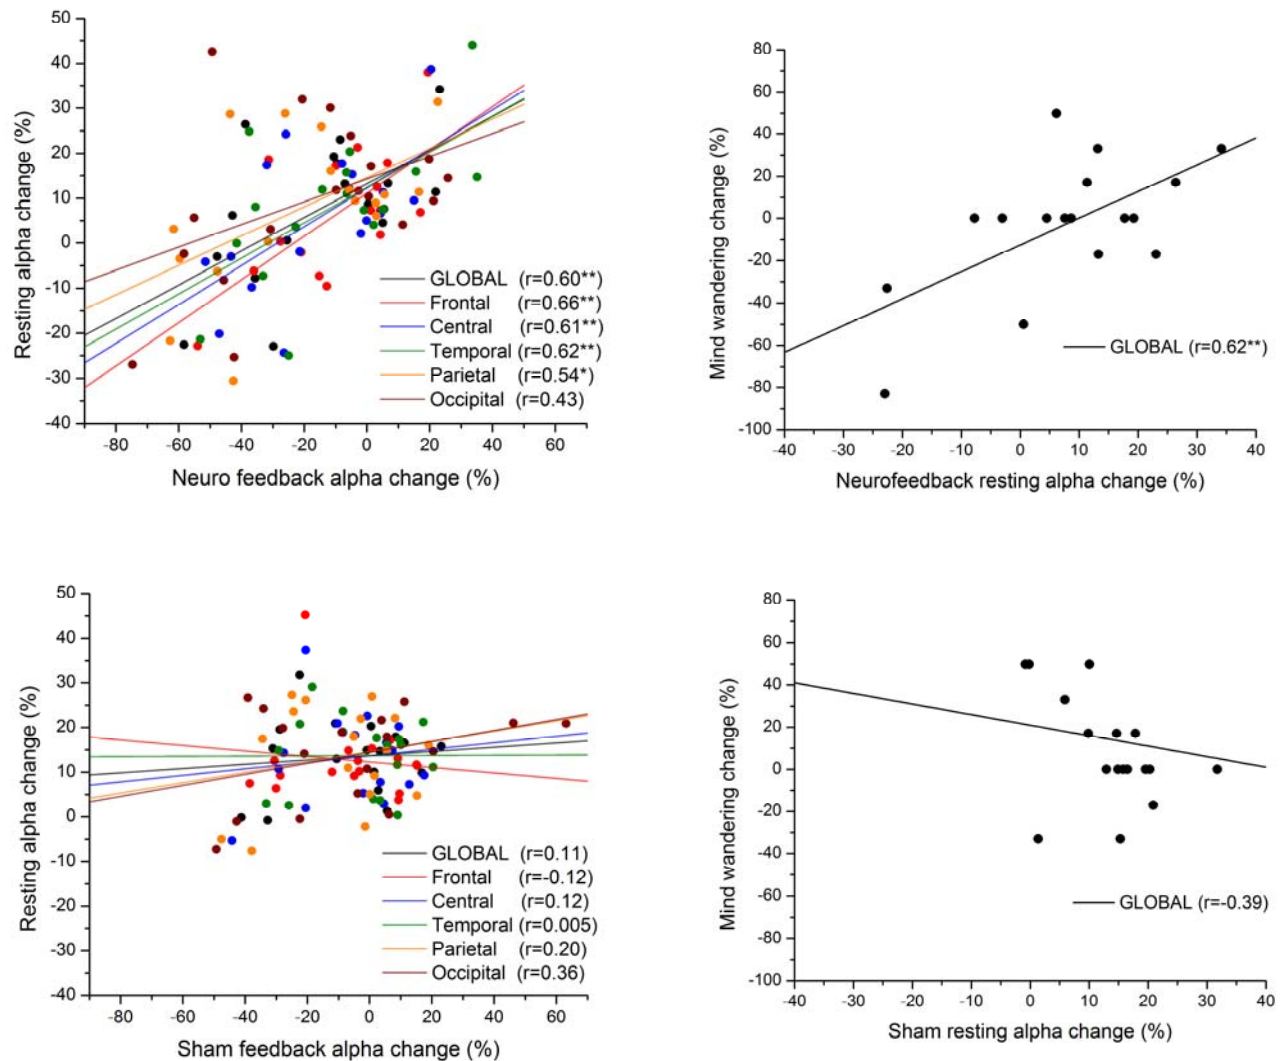 50
40
30
20
10
0
-10
-20
-30
-40
Resting alpha change (%)
-80 -60 -40 -20 0 20 40 60
Neuro feedback alpha change (%)
GLOBAL (r=0.60**)
Frontal (r=0.66**)
Central (r=0.61**)
Temporal (r=0.62**)
Parietal (r=0.54*)
Occipital (r=0.43)
80
60
40
20
0
-20
-40
-60
-80
-100
Mind wandering change (%)
-40 -30 -20 -10 0 10 20 30 40
Neurofeedback resting alpha change (%)
GLOBAL (r=0.62**)
50
40
30
20
10
0
-10
-20
-30
-40
Resting alpha change (%)
-80 -60 -40 -20 0 20 40 60
Sham feedback alpha change (%)
GLOBAL (r=0.11)
Frontal (r=-0.12)
Central (r=0.12)
Temporal (r=0.005)
Parietal (r=0.20)
Occipital (r=0.36)
80
60
40
20
0
-20
-40
-60
-80
-100
Mind wandering change (%)
-40 -30 -20 -10 0 10 20 30 40
Sham resting alpha change (%)
GLOBAL (r=-0.39)